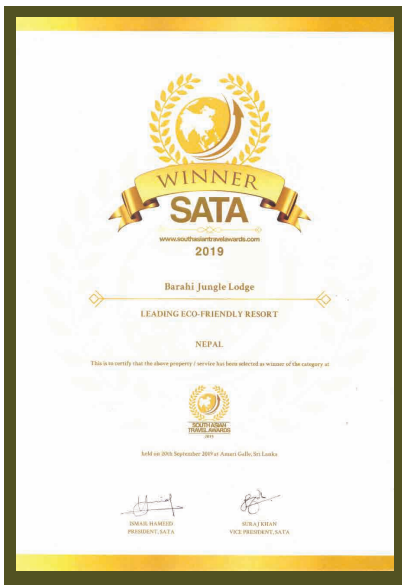 WINNER
SATA
www.southasiantravelawards.com
2019
Barahi Jungle Lodge
LEADING ECO-FRIENDLY RESORT
NEPAL
This is to certify that the above property / service has been selected as winner of the category at
SOUTH ASIAN
TRAVEL AWARDS
2019
held on 20th September 2019 at Amari Galle, Sri Lanka
ISMAIL HAMEED
PRESIDENT, SATA
SURAJ KHAN
VICE PRESIDENT, SATA